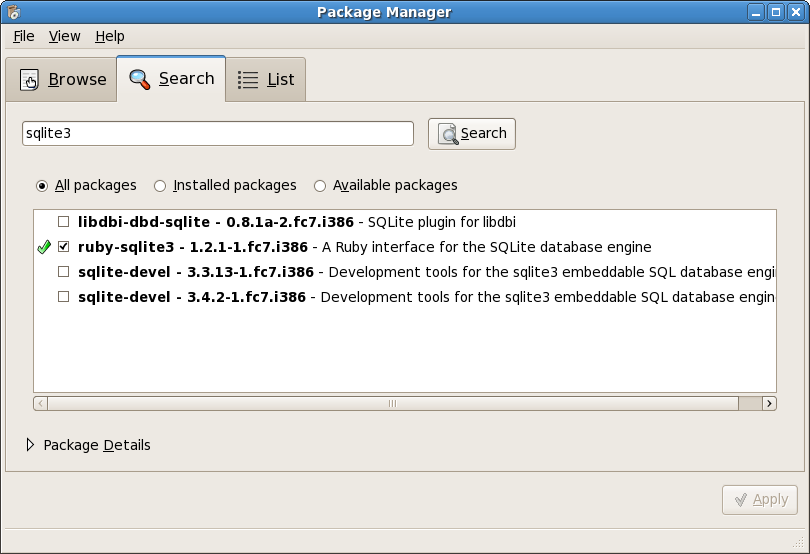 Package Manager
File View Help
Browse Search List
sqlite3 Search
All packages Installed packages Available packages
libdbi-dbd-sqlite - 0.8.1a-2.fc7.i386 - SQLite plugin for libdbi
ruby-sqlite3 - 1.2.1-1.fc7.i386 - A Ruby interface for the SQLite database engine
sqlite-devel - 3.3.13-1.fc7.i386 - Development tools for the sqlite3 embeddable SQL database engi
sqlite-devel - 3.4.2-1.fc7.i386 - Development tools for the sqlite3 embeddable SQL database engin
Package Details
Apply